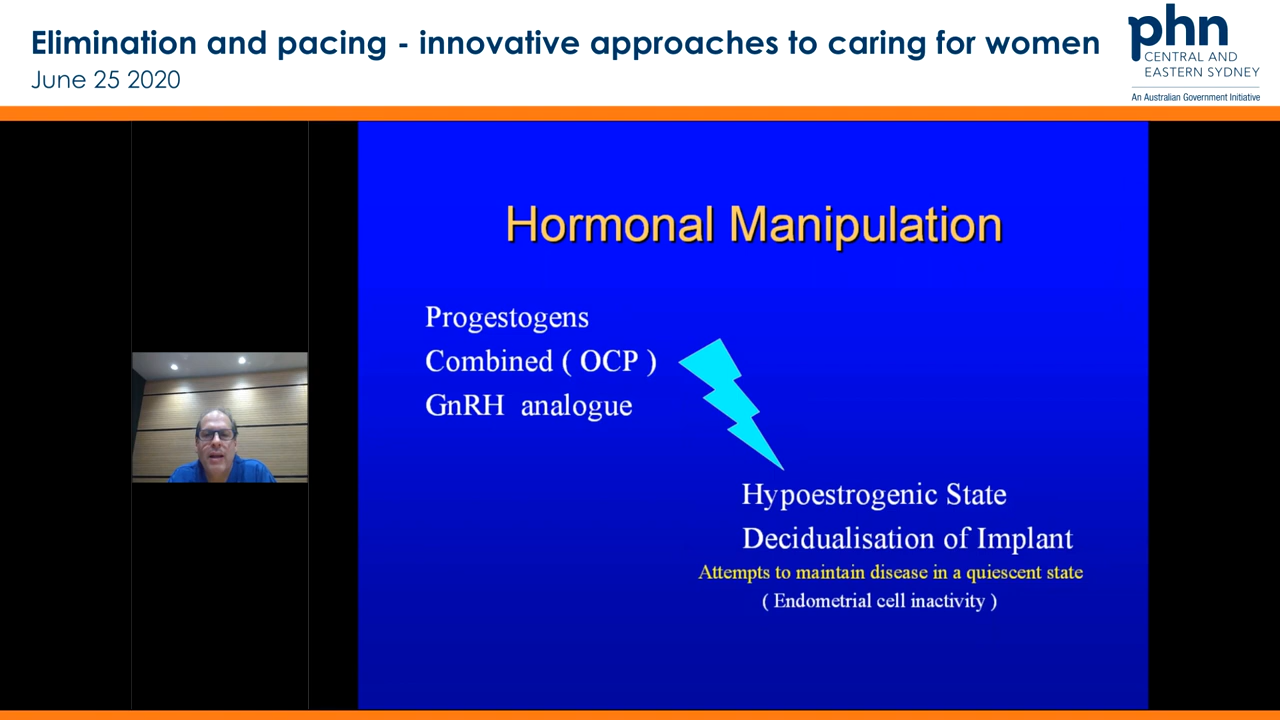 Elimination and pacing - innovative approaches to caring for women
June 25 2020
phn
CENTRAL AND
EASTERN SYDNEY
An Australian Government Initiative
Hormonal Manipulation
Progestogens
Combined ( OCP )
GnRH analogue
Hypoestrogenic State
Decidualisation of Implant
Attempts to maintain disease in a quiescent state
( Endometrial cell inactivity )